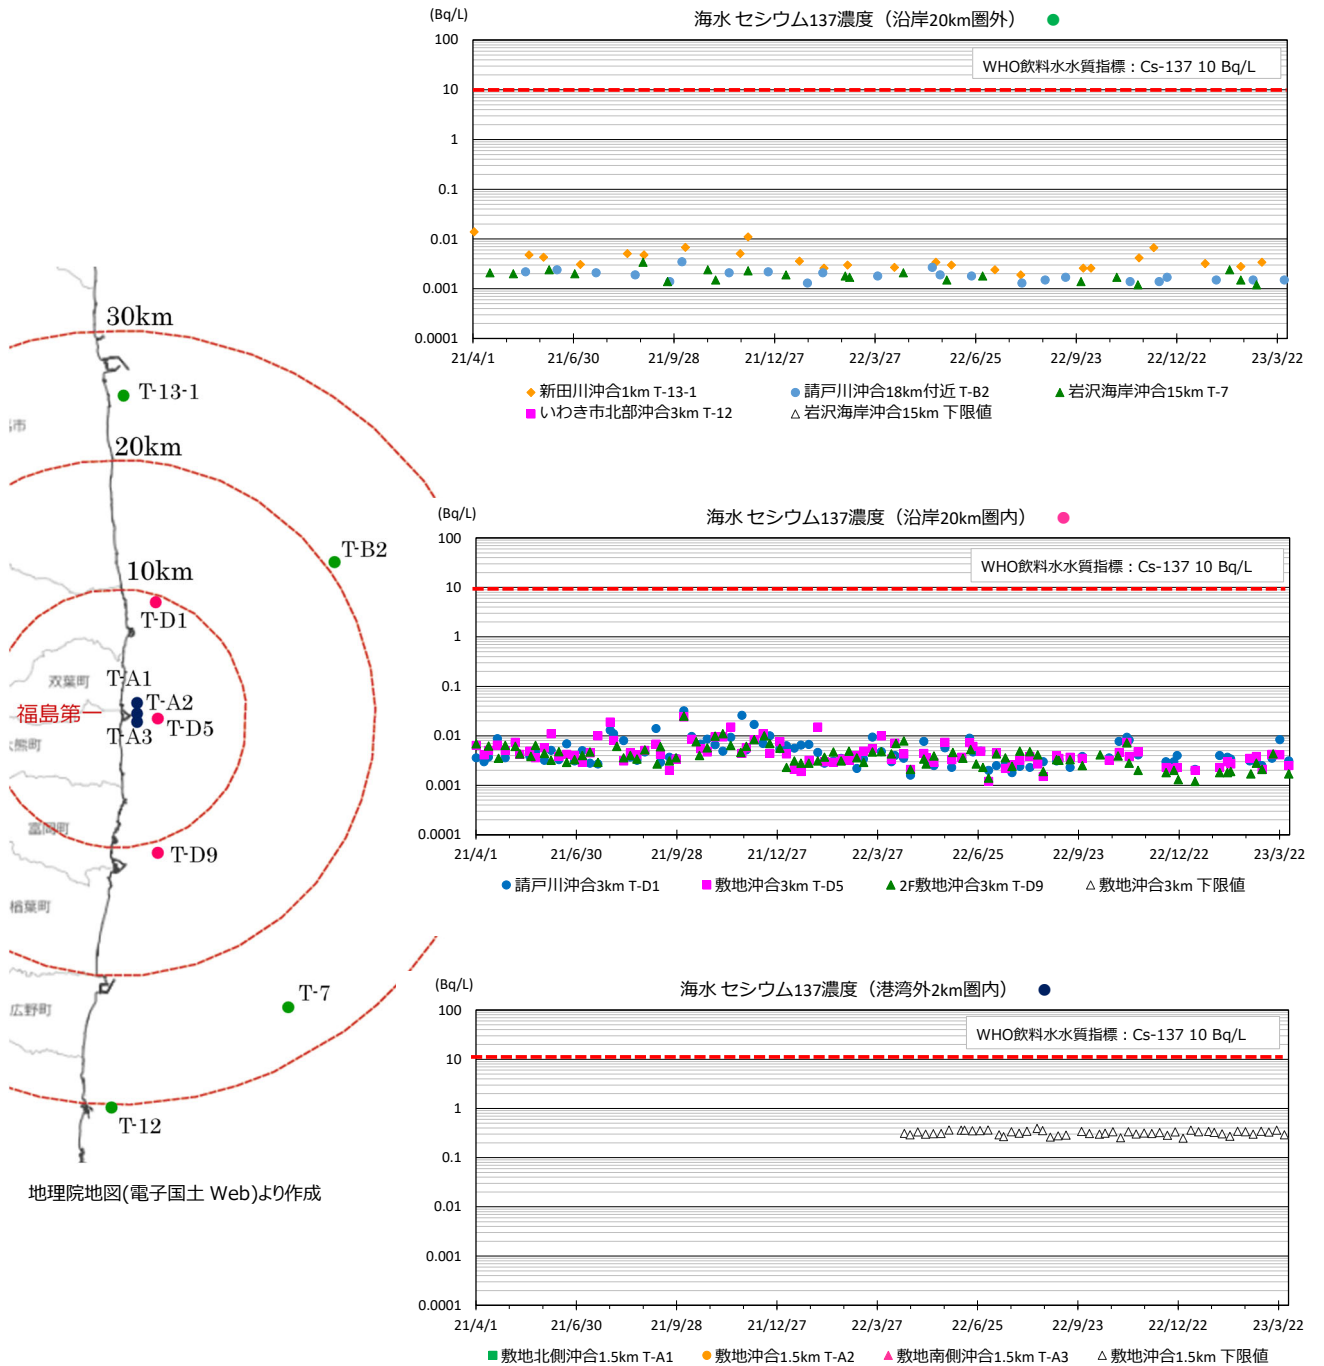 (Bq/L)
海水 セシウム137濃度（沿岸20km圏外）
WHO飲料水水質指標：Cs-137 10 Bq/L
100
10
1
0.1
0.01
0.001
0.0001
21/4/1 21/6/30 21/9/28 21/12/27 22/3/27 22/6/25 22/9/23 22/12/22 23/3/22
新田川沖合1km T-13-1 請戸川沖合18km付近 T-B2 岩沢海岸沖合15km T-7
いわき市北部沖合3km T-12 岩沢海岸沖合15km 下限値
30km
T-13-1
市
20km
T-B2
10km
T-D1
T-A1
双葉町
T-A2
福島第一
T-D5
T-A3
熊町
富岡町
T-D9
楢葉町
T-7
広野町
T-12
地理院地図(電子国土 Web)より作成
(Bq/L)
海水 セシウム137濃度（沿岸20km圏内）
WHO飲料水水質指標：Cs-137 10 Bq/L
100
10
1
0.1
0.01
0.001
0.0001
21/4/1 21/6/30 21/9/28 21/12/27 22/3/27 22/6/25 22/9/23 22/12/22 23/3/22
請戸川沖合3km T-D1 敷地沖合3km T-D5 2F敷地沖合3km T-D9 敷地沖合3km 下限値
(Bq/L)
海水 セシウム137濃度（港湾外2km圏内）
WHO飲料水水質指標：Cs-137 10 Bq/L
100
10
1
0.1
0.01
0.001
0.0001
21/4/1 21/6/30 21/9/28 21/12/27 22/3/27 22/6/25 22/9/23 22/12/22 23/3/22
敷地北側沖合1.5km T-A1 敷地沖合1.5km T-A2 敷地南側沖合1.5km T-A3 敷地沖合1.5km 下限値